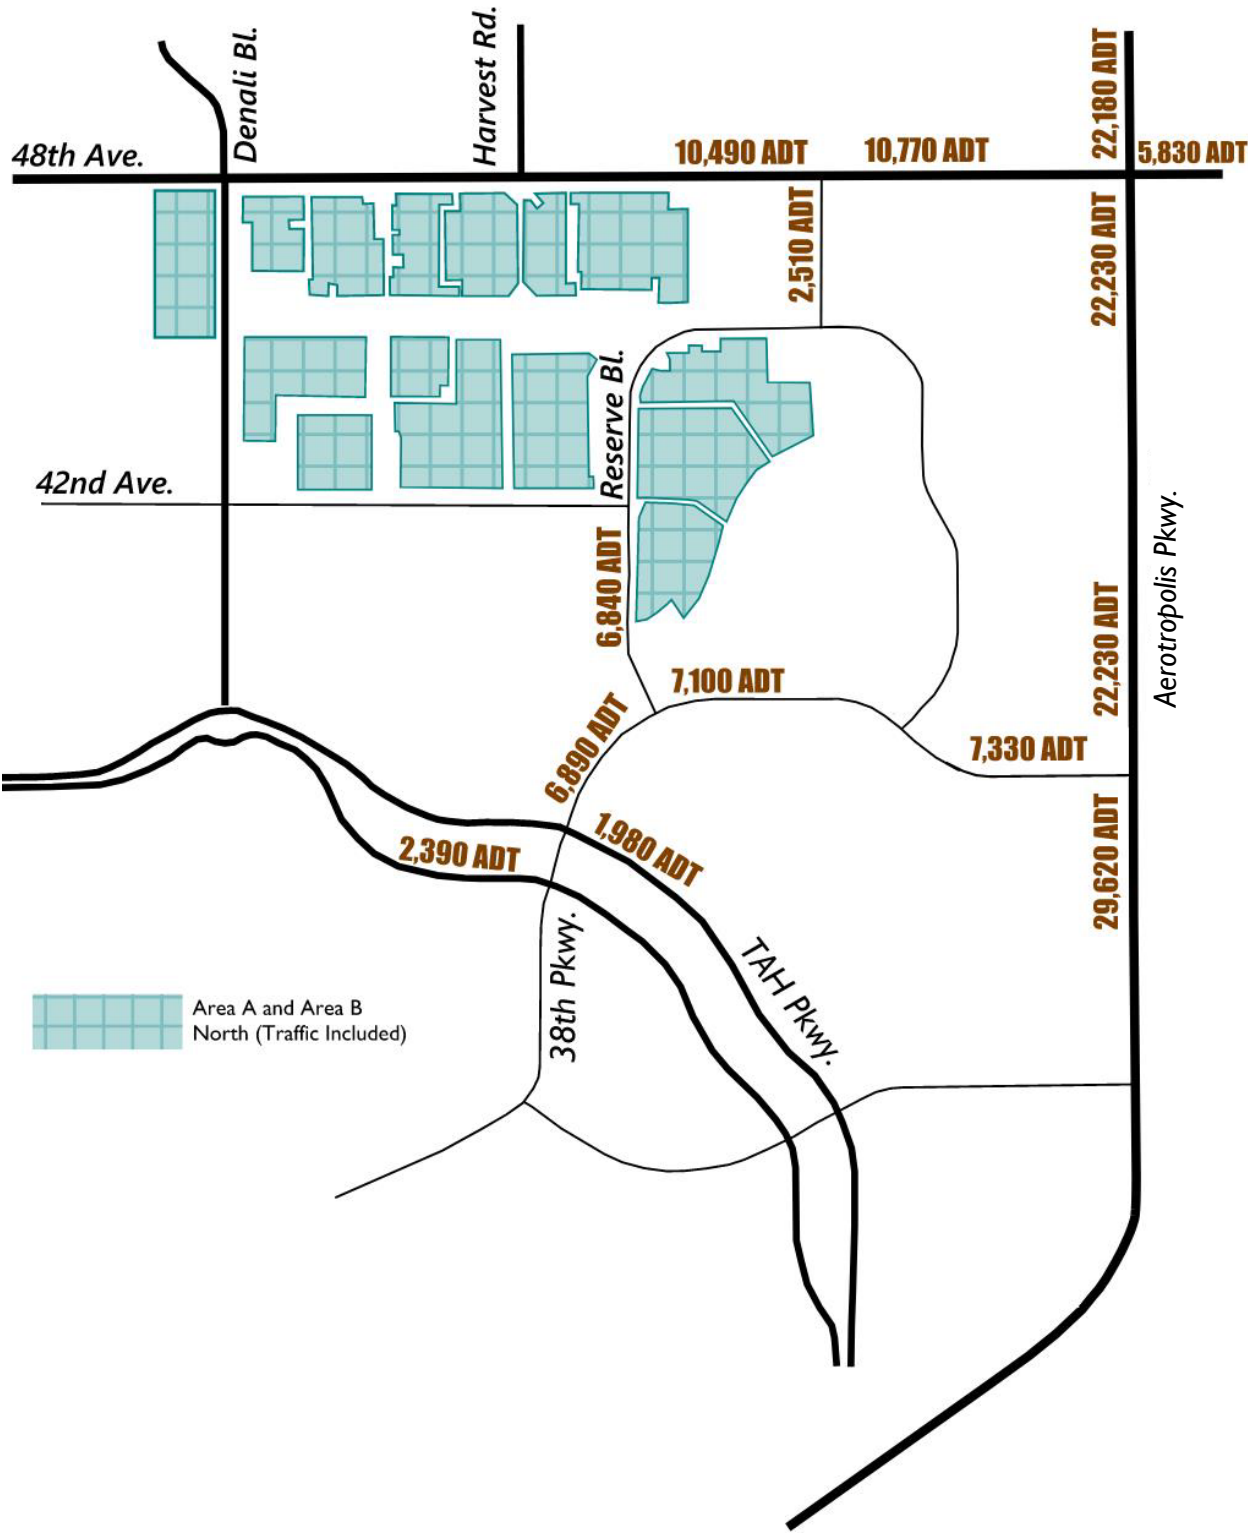 Denali Bl.
Harvest Rd.
22,180 ADT
48th Ave.
10,490 ADT
10,770 ADT
5,830 ADT
2,510 ADT
22,230 ADT
Reserve Bl.
42nd Ave.
Aerotropolis Pkwy.
6,840 ADT
22,230 ADT
7,100 ADT
6,890 ADT
7,330 ADT
29,620 ADT
1,980 ADT
2,390 ADT
38th Pkwy.
TAH Pkwy.
Area A and Area B
North (Traffic Included)